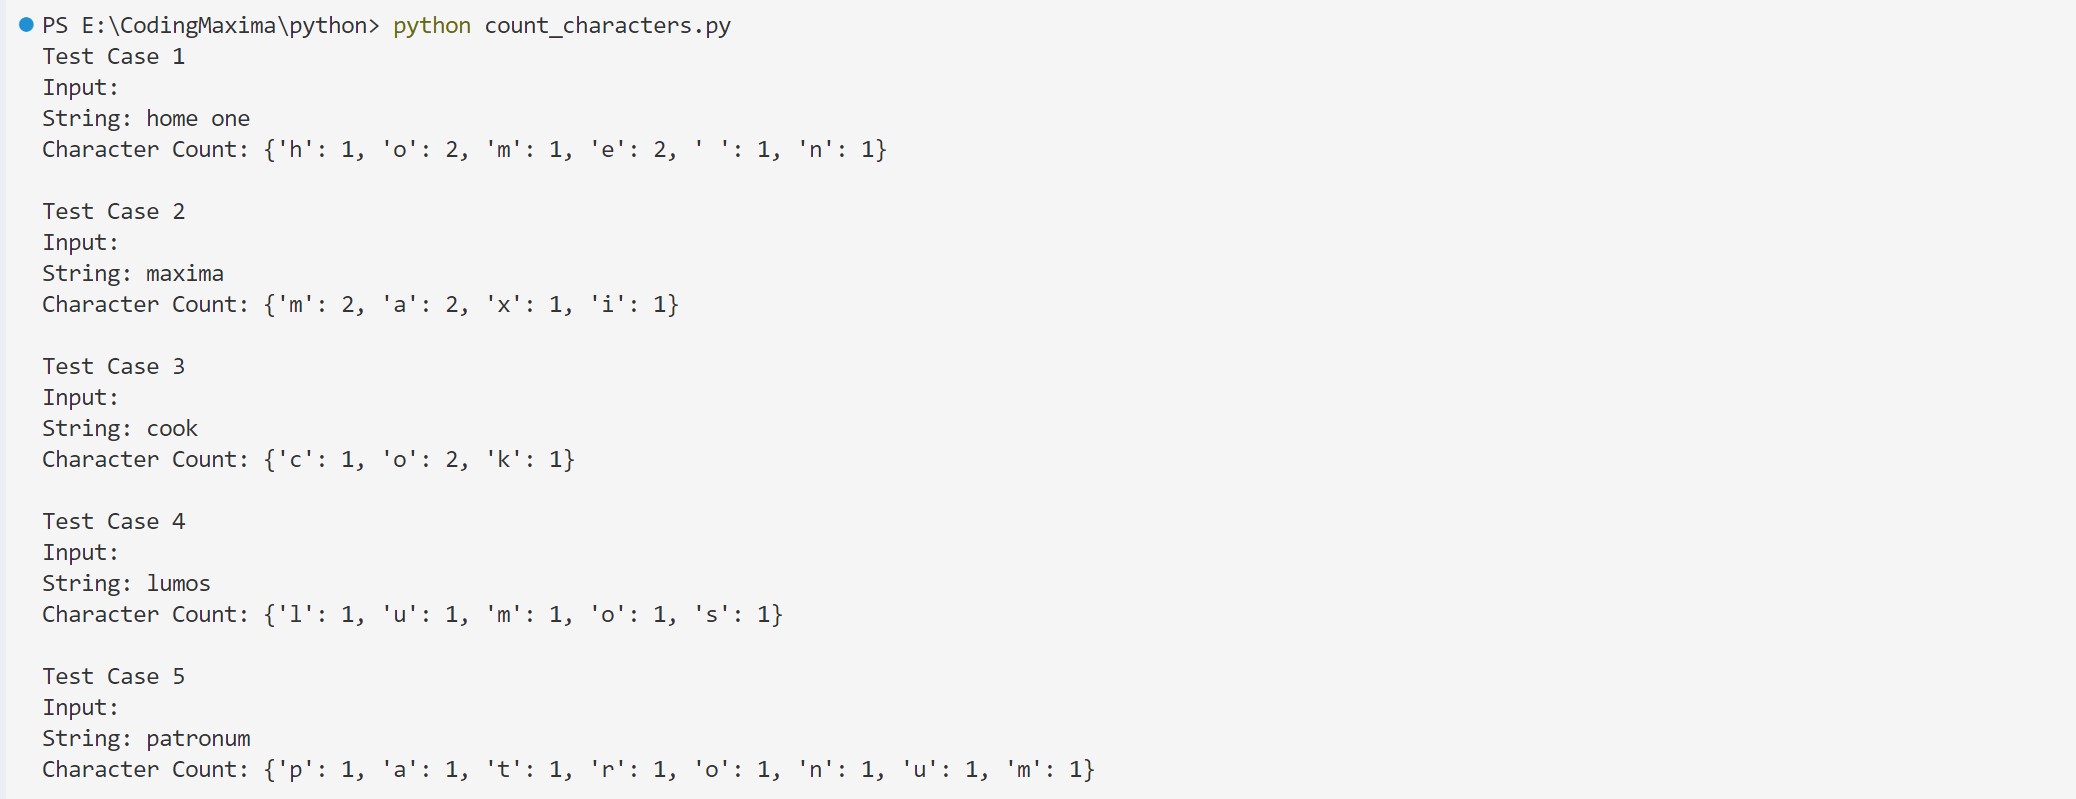 PS E:\CodingMaxima\python> python count_characters.py
Test Case 1
Input:
String: home one
Character Count: {'h': 1, 'o': 2, 'm': 1, 'e': 2, ' ': 1, 'n': 1}
Test Case 2
Input:
String: maxima
Character Count: {'m': 2, 'a': 2, 'x': 1, 'i': 1}
Test Case 3
Input:
String: cook
Character Count: {'c': 1, 'o': 2, 'k': 1}
Test Case 4
Input:
String: lumos
Character Count: {'l': 1, 'u': 1, 'm': 1, 'o': 1, 's': 1}
Test Case 5
Input:
String: patronum
Character Count: {'p': 1, 'a': 1, 't': 1, 'r': 1, 'o': 1, 'n': 1, 'u': 1, 'm': 1}